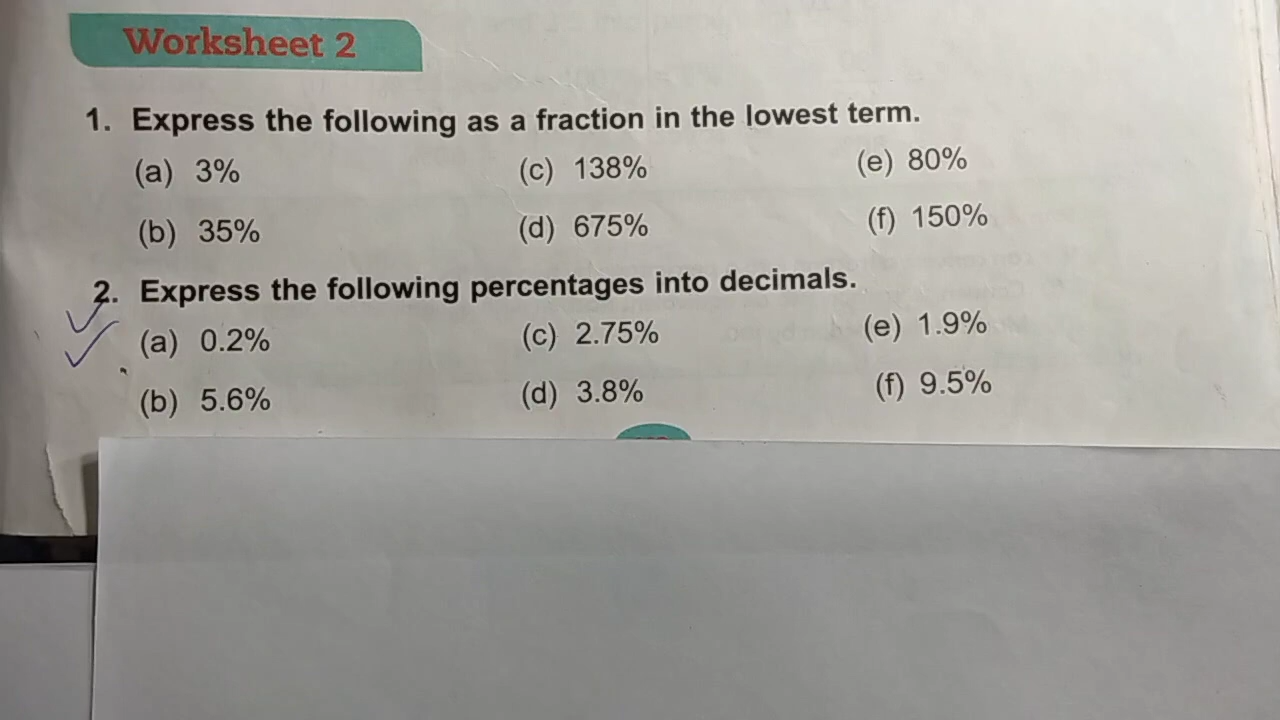 Worksheet 2
1. Express the following as a fraction in the lowest term.
(a) 3% (c) 138% (e) 80%
(b) 35% (d) 675% (f) 150%
2. Express the following percentages into decimals.
(a) 0.2% (c) 2.75% (e) 1.9%
(b) 5.6% (d) 3.8% (f) 9.5%